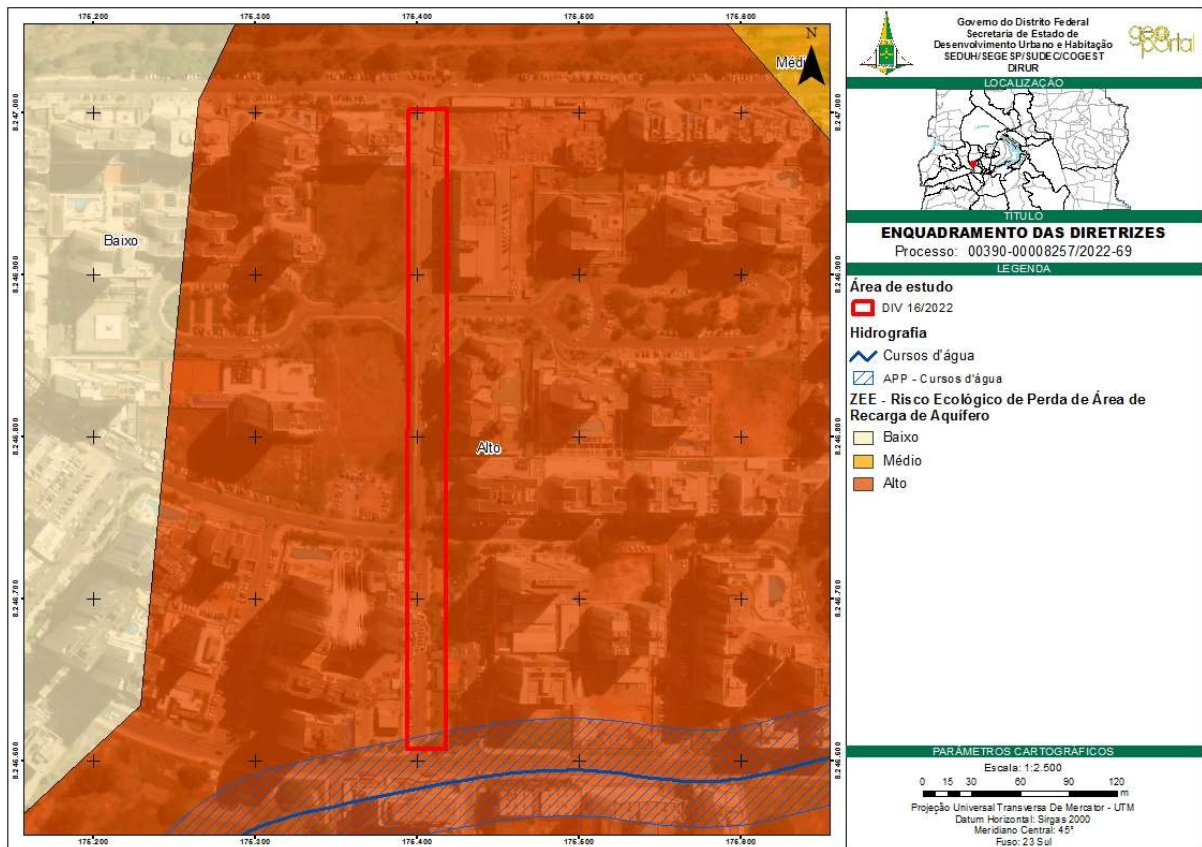 176.200
176.300
176.400
176.600
176.800
8.247.000
8.246.900
8.246.800
8.246.700
8.246.600
N
Baixo
Alto
Governo do Distrito Federal
Secretaria de Estado de
Desenvolvimento Urbano e Habitação
SEDUH/SEGESP/SUDEC/COGEST
DIRUR
geo
portal
LOCALIZAÇÃO
TÍTULO
ENQUADRAMENTO DAS DIRETRIZES
Processo: 00390-00008257/2022-69
LEGENDA
Área de estudo
DIV 16/2022
Hidrografia
Cursos d'água
APP - Cursos d'água
ZEE - Risco Ecológico de Perda de Área de
Recarga de Aquífero
Baixo
Médio
Alto
PARÂMETROS CARTOGRÁFICOS
Escala: 1:2.500
0 15 30 60 90 120
m
Projeção Universal Transversa De Mercator - UTM
Datum Horizontal: Sirgas 2000
Meridiano Central: 45°
Fuso: 23 Sul